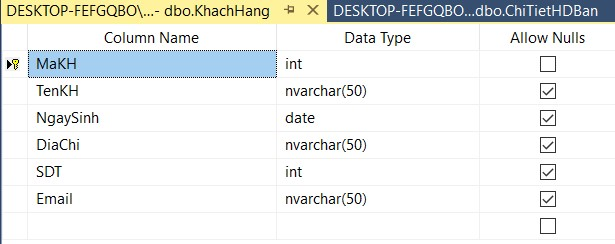 DESKTOP-FEFGQBO\...- dbo.KhachHang DESKTOP-FEFGQBO...dbo.ChiTietHDBan
Column Name Data Type Allow Nulls
MaKH int
TenKH nvarchar(50)
NgaySinh date
DiaChi nvarchar(50)
SDT int
Email nvarchar(50)